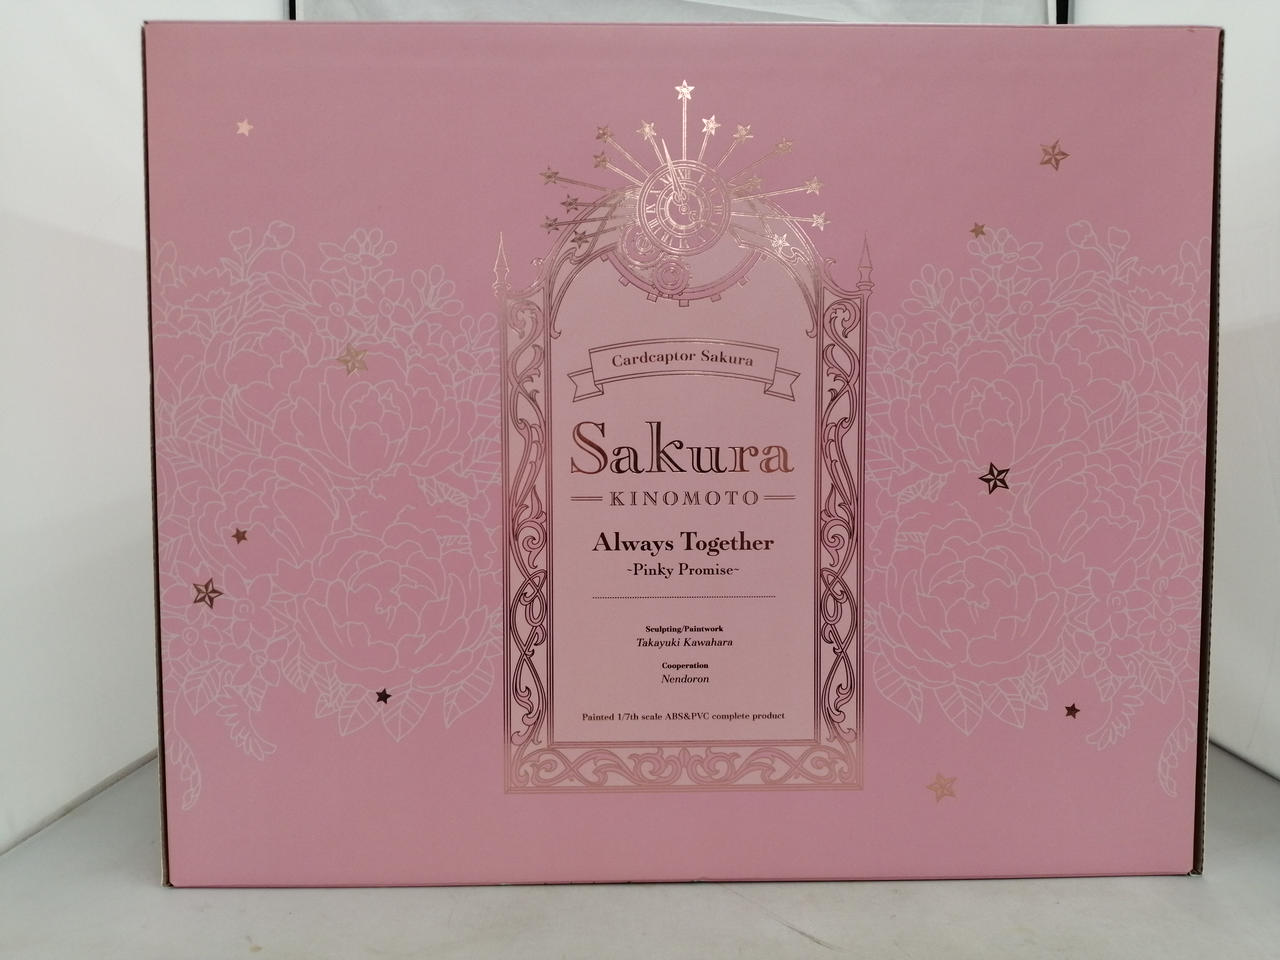 Cardcaptor Sakura
Sakura
KINOMOTO
Always Together
~Pinky Promise~
Sculpting/Paintwork
Takayuki Kawahara
Cooperation
Nendoron
Painted 1/7th scale ABS&PVC complete product